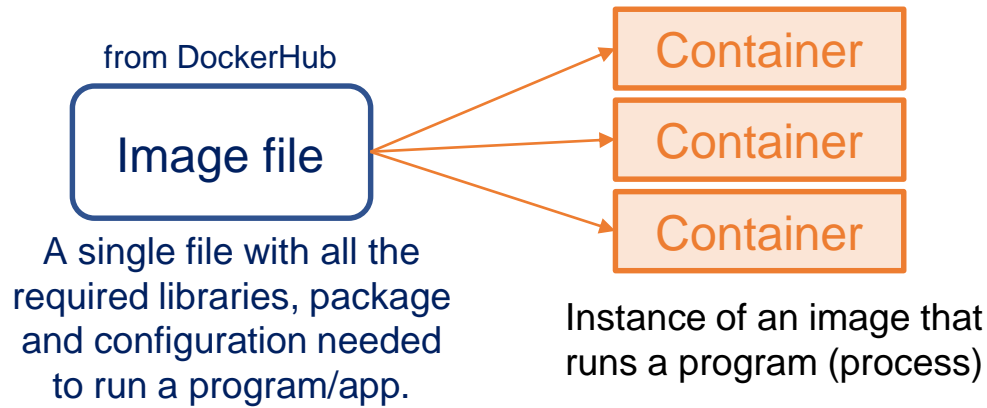 from DockerHub
Image file
A single file with all the
required libraries, package
and configuration needed
to run a program/app.
Container
Container
Container
Instance of an image that
runs a program (process)